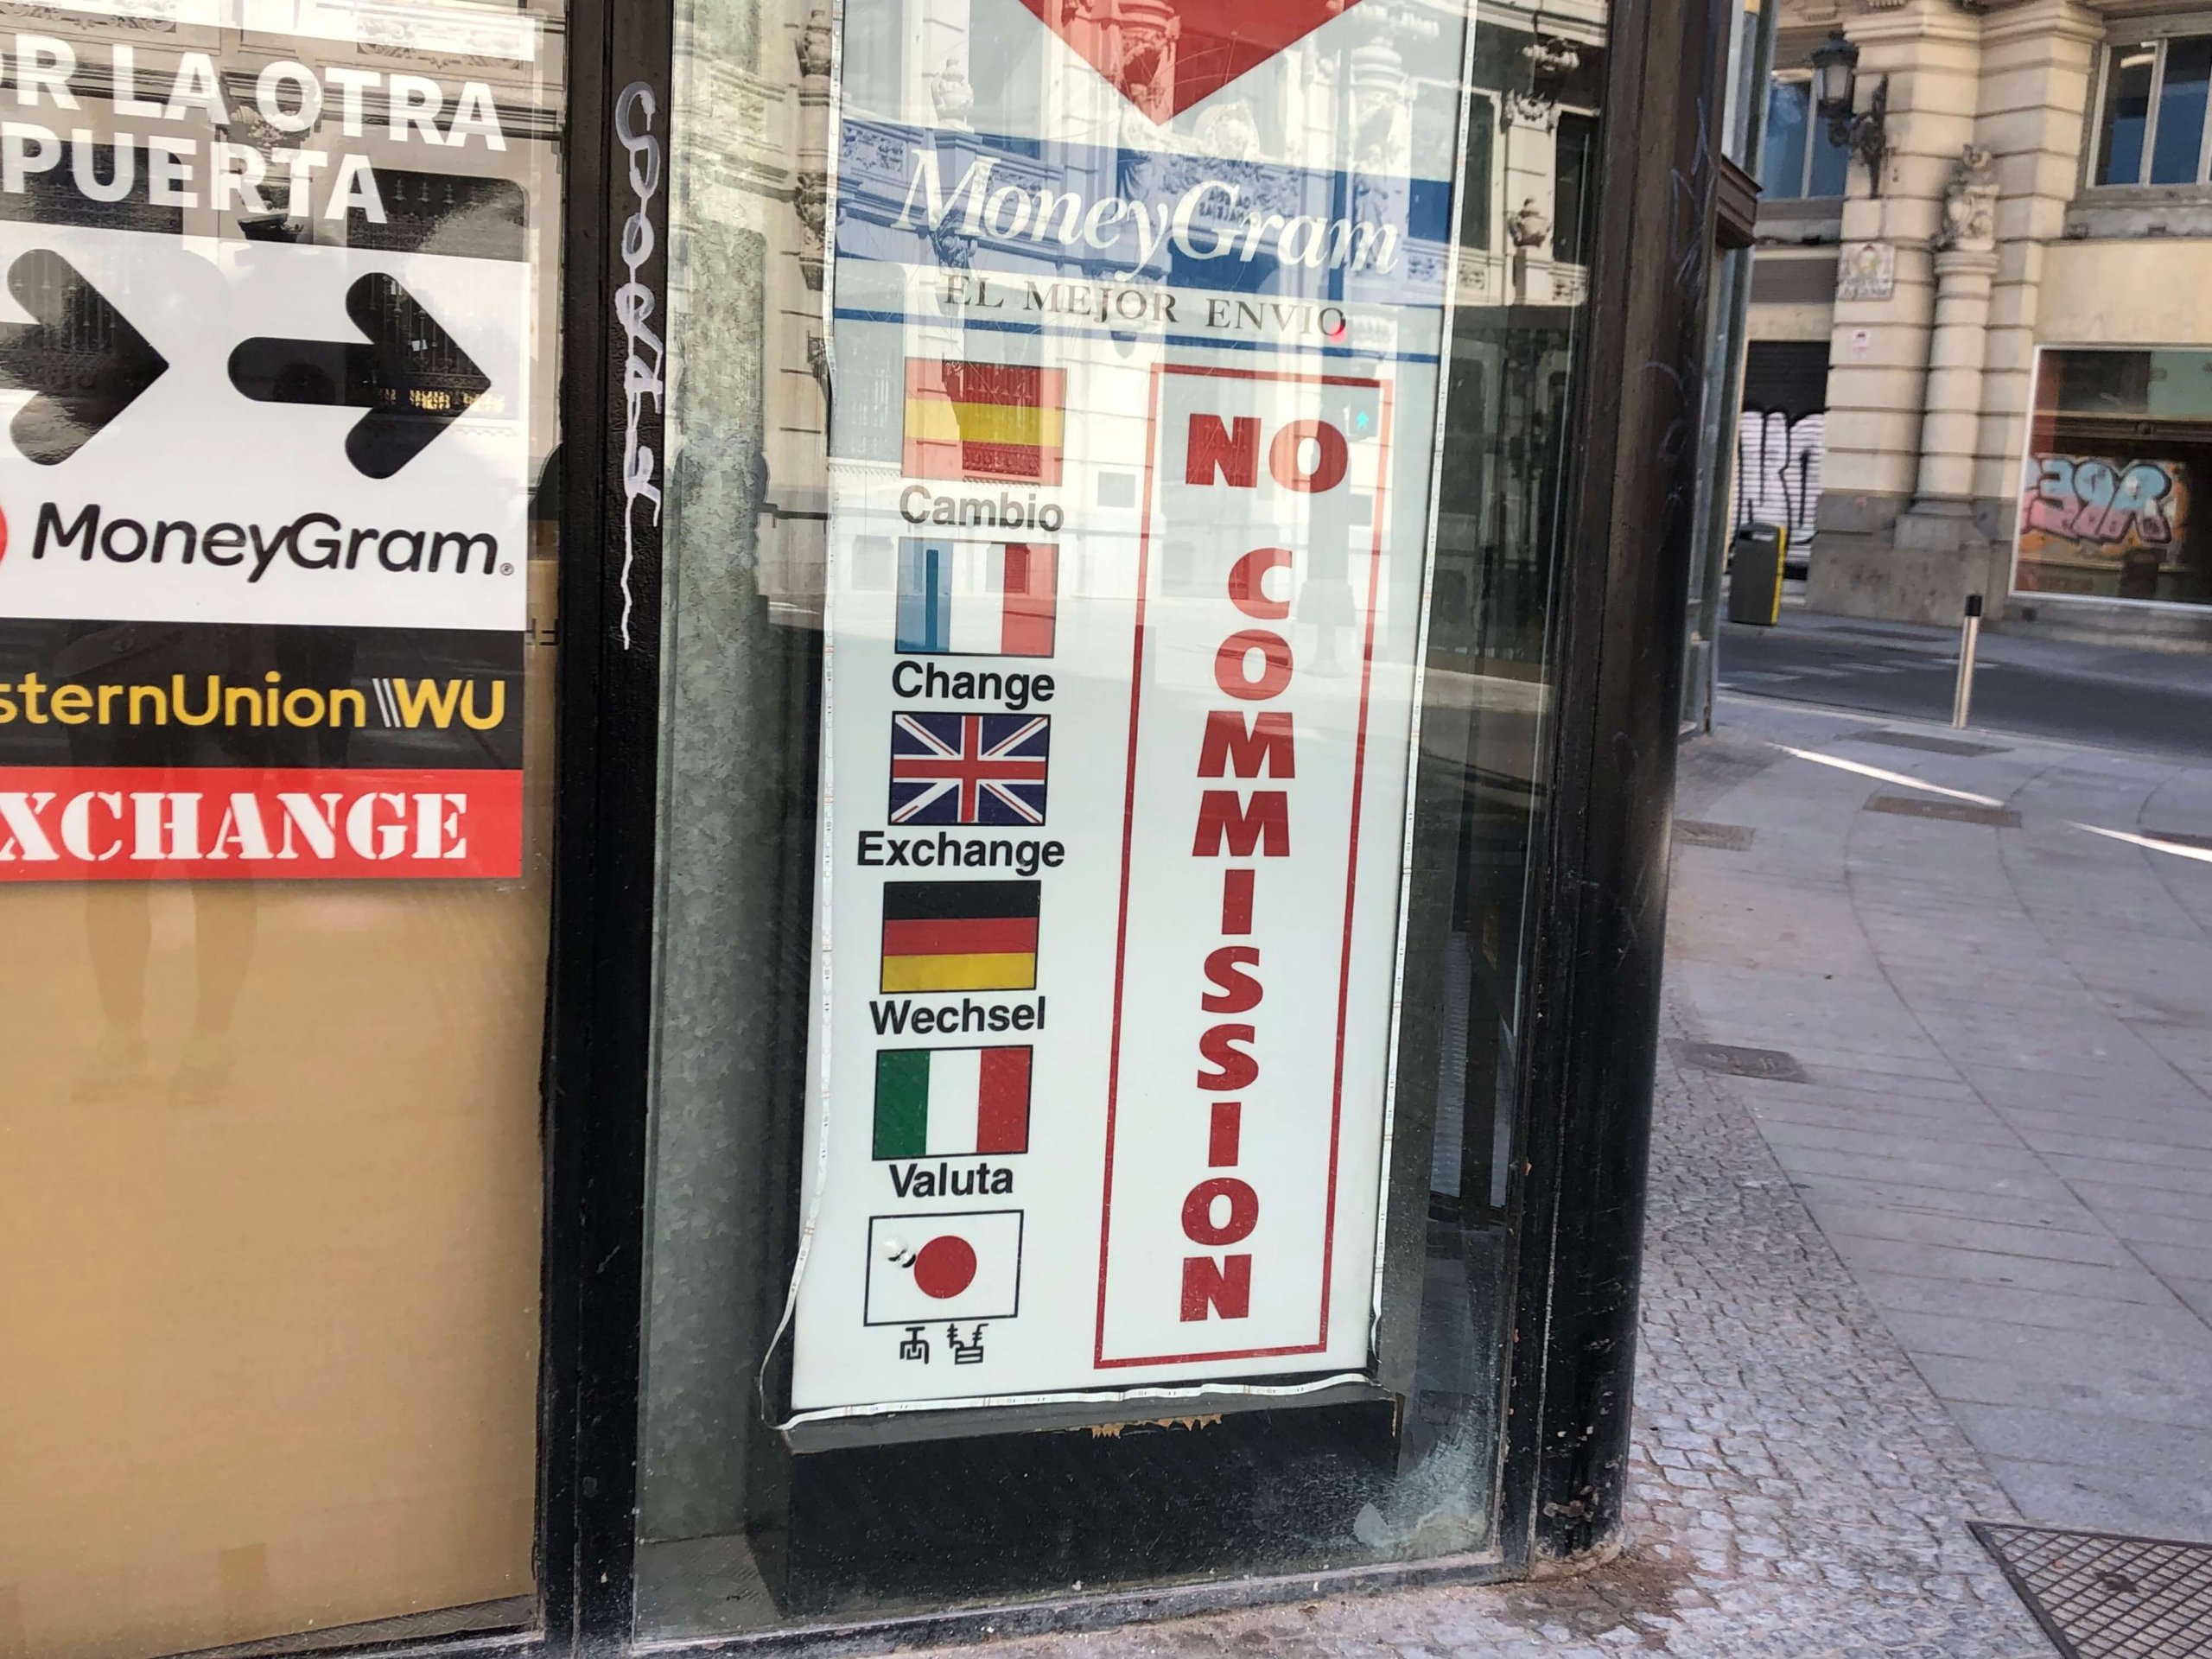 R LA OTRA
PUERTA
MoneyGram®
sternUnion WU
XCHANGE
MoneyGram
EL MEJOR ENVIO
Cambio
Change
Exchange
Wechsel
Valuta
NO
COMMISSION